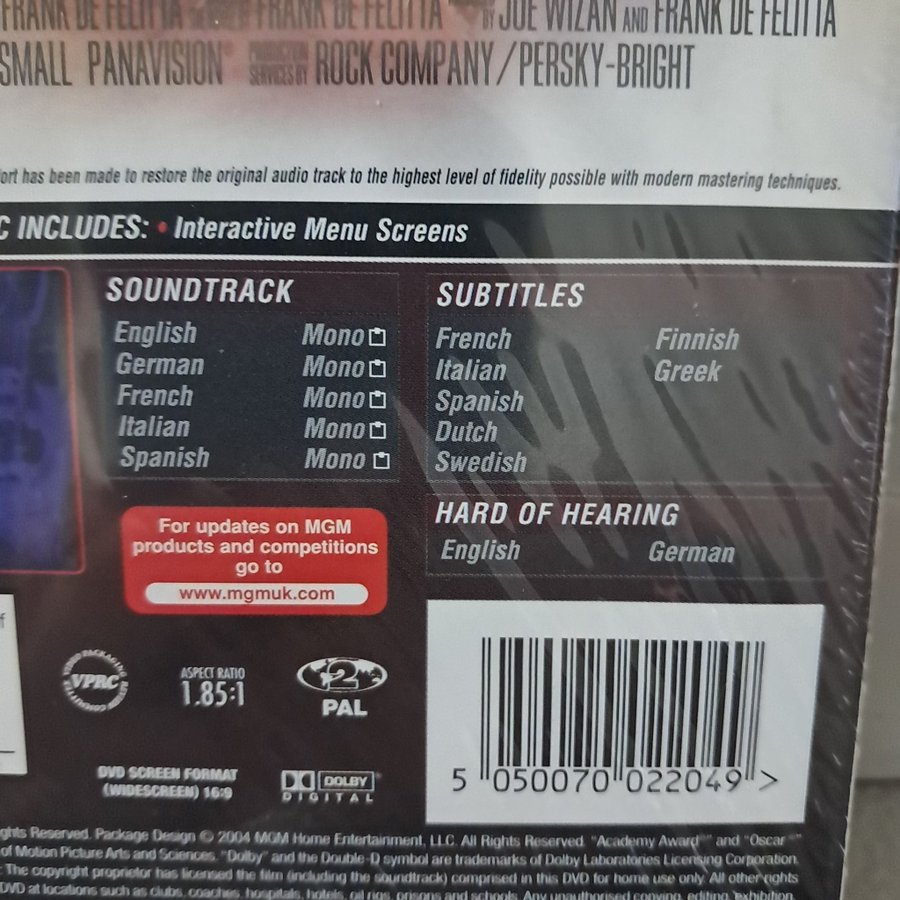 FRANK DE FELITTA FRANK DE FELITTA BY JOE WIZAN AND FRANK DE FELITTA
SMALL PANAVISION® PRODUCTION SERVICES BY ROCK COMPANY/PERSKY-BRIGHT
ort has been made to restore the original audio track to the highest level of fidelity possible with modern mastering techniques.
C INCLUDES: • Interactive Menu Screens
SOUNDTRACK
English Mono
German Mono
French Mono
Italian Mono
Spanish Mono
SUBTITLES
French Finnish
Italian Greek
Spanish
Dutch
Swedish
HARD OF HEARING
English German
For updates on MGM
products and competitions
go to
www.mgmuk.com
VPRC
ASPECT RATIO
1.85:1
2
PAL
DVD SCREEN FORMAT
(WIDESCREEN) 16:9
DOLBY
DIGITAL
5 050070 022049 >
ghts Reserved. Package Design © 2004 MGM Home Entertainment, LLC. All Rights Reserved. "Academy Award®" and "Oscar®"
of Motion Picture Arts and Sciences. "Dolby" and the Double-D symbol are trademarks of Dolby Laboratories Licensing Corporation.
: The copyright proprietor has licensed the film (including the soundtrack) comprised in this DVD for home use only. All other rights
DVD at locations such as clubs, coaches, hospitals, hotels, oil rigs, prisons and schools. Any unauthorised copying, editing, exhibition,